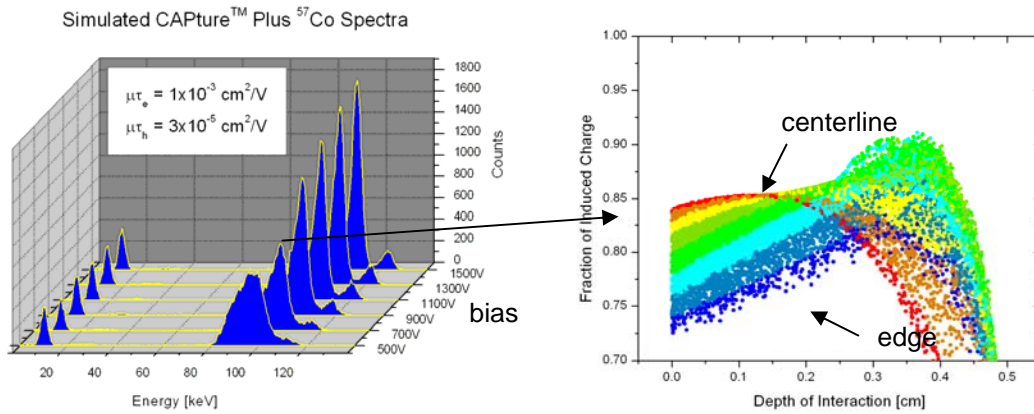 Simulated CAPture™ Plus ⁵⁷Co Spectra
μτe = 1x10⁻³ cm²/V
μτh = 3x10⁻⁵ cm²/V
1800
1600
1400
1200
1000
800
600
400
200
0
Counts
1500V
1300V
1100V
900V
700V
500V
bias
20
40
60
80
100
120
Energy [keV]
1.00
0.95
0.90
0.85
0.80
0.75
0.70
Fraction of Induced Charge
centerline
edge
0.0
0.1
0.2
0.3
0.4
0.5
Depth of Interaction [cm]